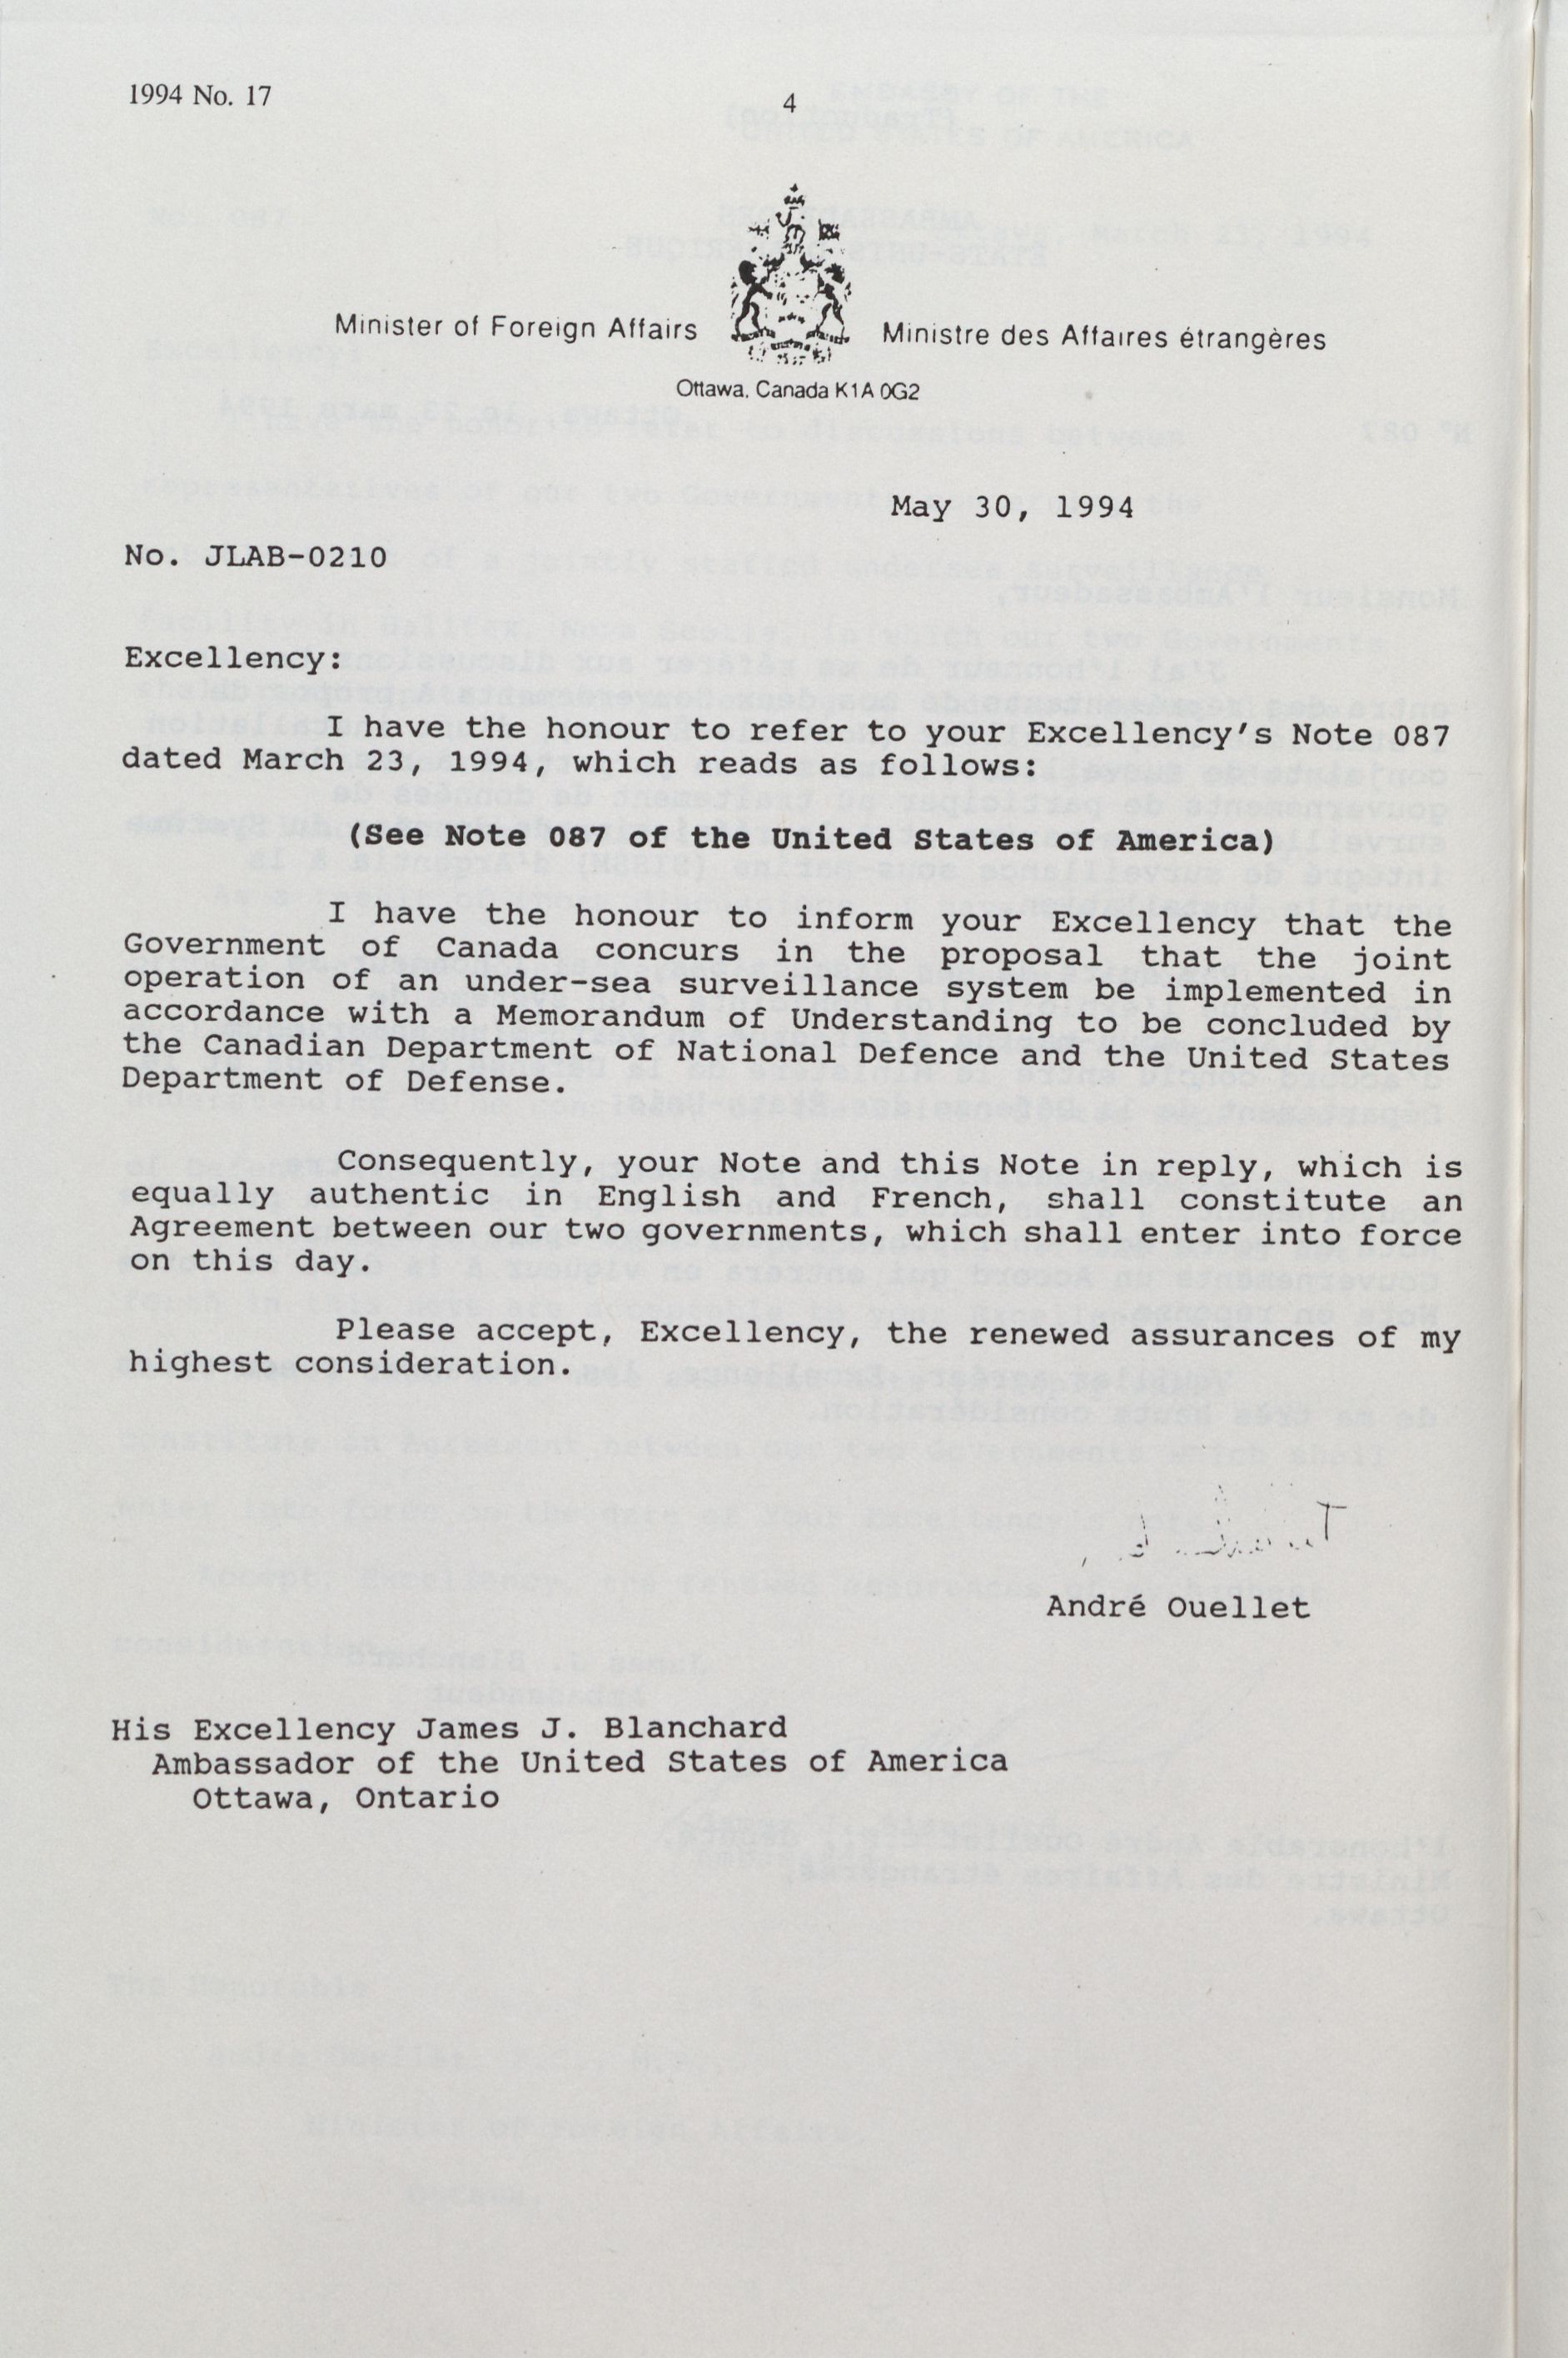 1994 No. 17
4
Minister of Foreign Affairs
Ministre des Affaires étrangères
Ottawa, Canada K1A 0G2
May 30, 1994
No. JLAB-0210
Excellency:
I have the honour to refer to your Excellency's Note 087
dated March 23, 1994, which reads as follows:
(See Note 087 of the United States of America)
I have the honour to inform your Excellency that the
Government of Canada concurs in the proposal that the joint
operation of an under-sea surveillance system be implemented in
accordance with a Memorandum of Understanding to be concluded by
the Canadian Department of National Defence and the United States
Department of Defense.
Consequently, your Note and this Note in reply, which is
equally authentic in English and French, shall constitute an
Agreement between our two governments, which shall enter into force
on this day.
Please accept, Excellency, the renewed assurances of my
highest consideration.
André Ouellet
His Excellency James J. Blanchard
Ambassador of the United States of America
Ottawa, Ontario